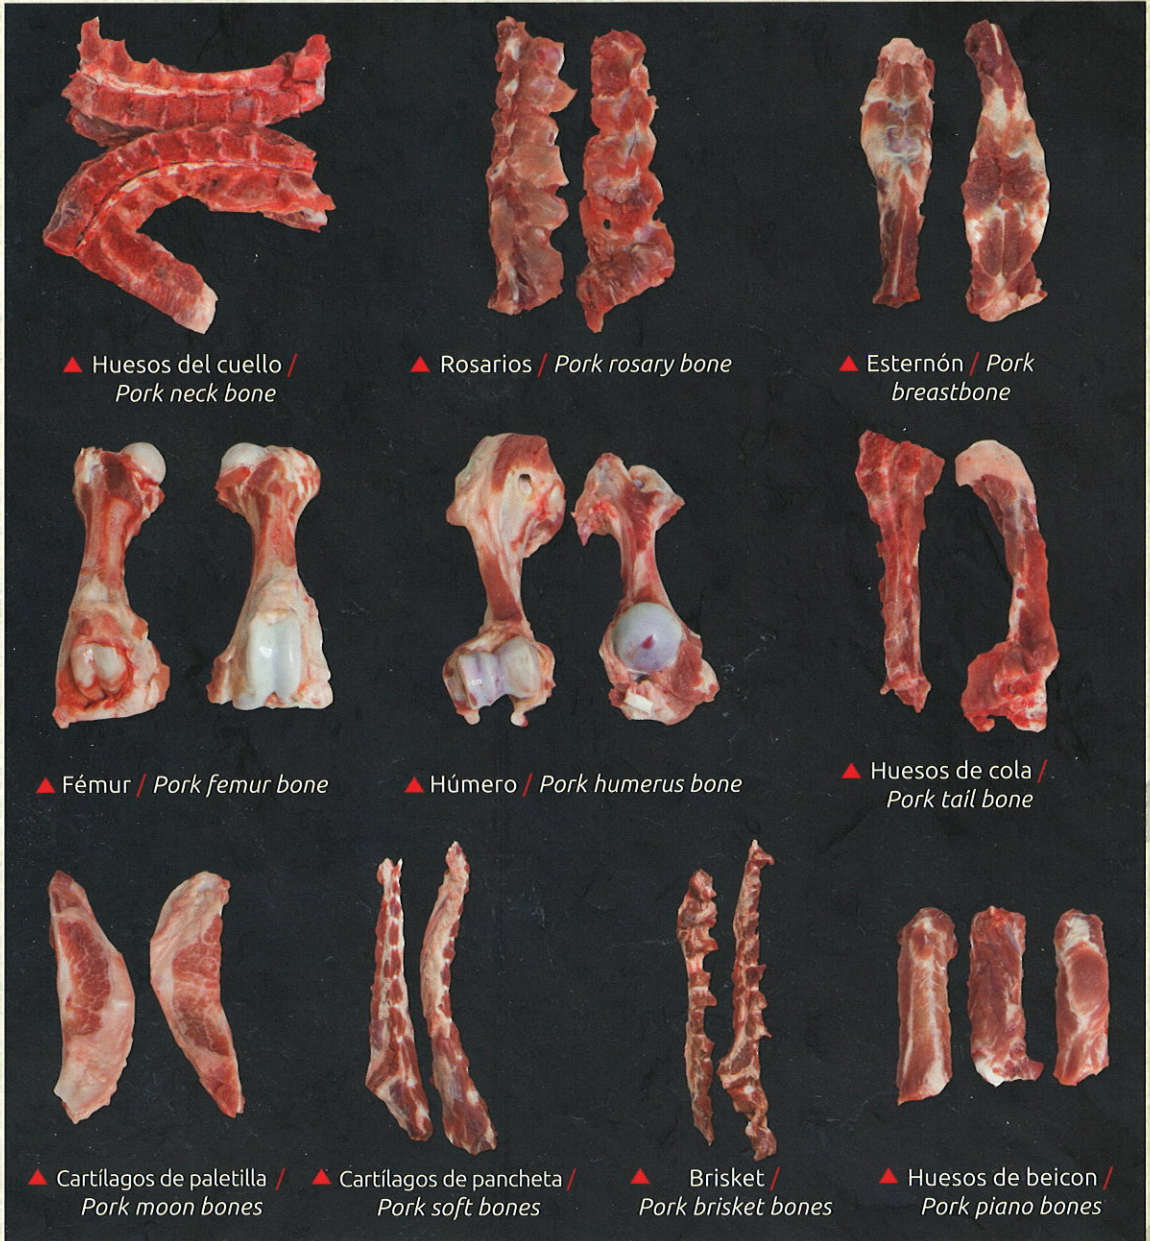 ▲ Huesos del cuello /
Pork neck bone
▲ Rosarios / Pork rosary bone
▲ Esternón / Pork
breastbone
▲ Fémur / Pork femur bone
▲ Húmero / Pork humerus bone
▲ Huesos de cola /
Pork tail bone
▲ Cartílagos de paletilla /
Pork moon bones
▲ Cartílagos de pancheta /
Pork soft bones
▲ Brisket /
Pork brisket bones
▲ Huesos de beicon /
Pork piano bones